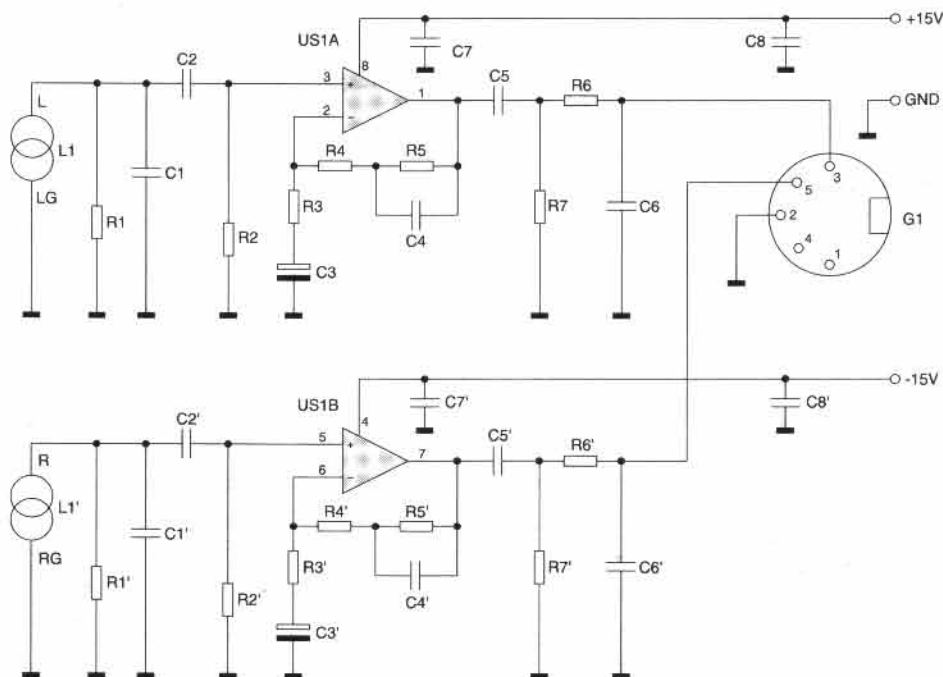 +15V
US1A
C7
C8
C2
8
C5
R6
3
1
GND
L
2
R4
R5
L1
3
5
LG
C1
R3
R7
C6
2
G1
R1
R2
C4
4
1
C3
-15V
US1B
C7'
C8'
C2'
4
C5'
R6'
5
7
R
6
R4'
R5'
L1'
C1'
RG
R3'
R7'
C6'
R1'
R2'
C4'
C3'
+
-
+
-